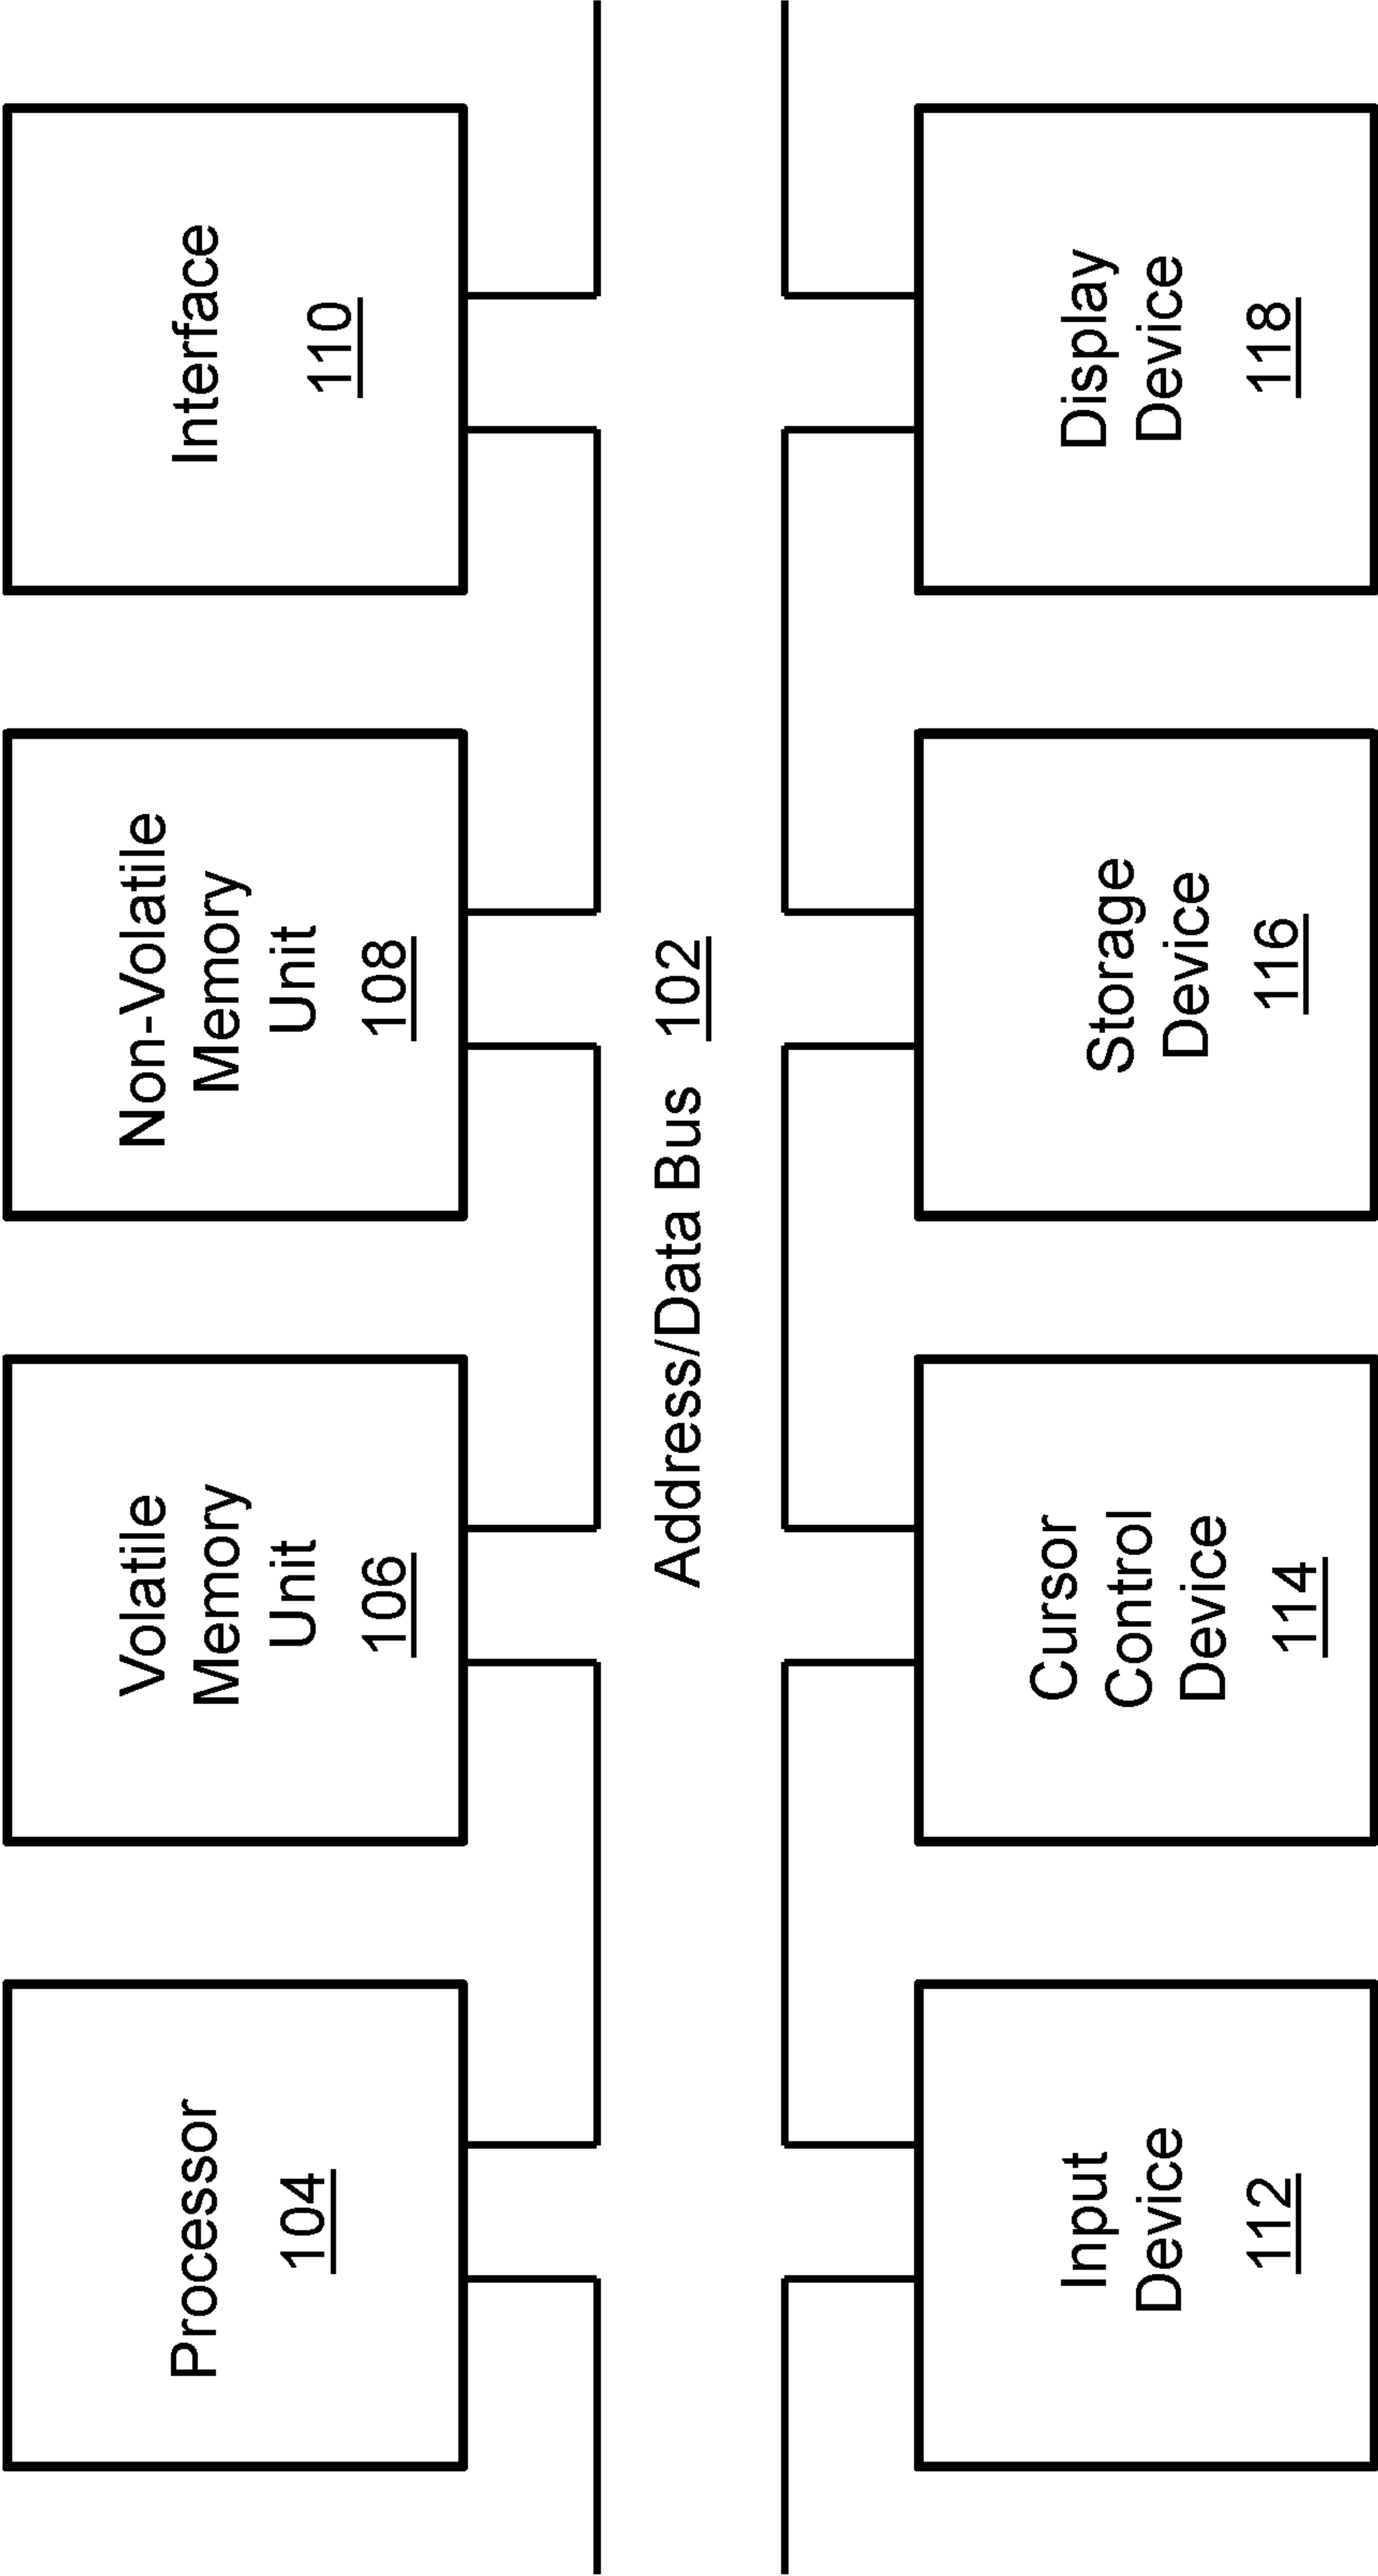 Processor
104
Volatile
Memory
Unit
106
Non-Volatile
Memory
Unit
108
Interface
110
Address/Data Bus 102
Input
Device
112
Cursor
Control
Device
114
Storage
Device
116
Display
Device
118